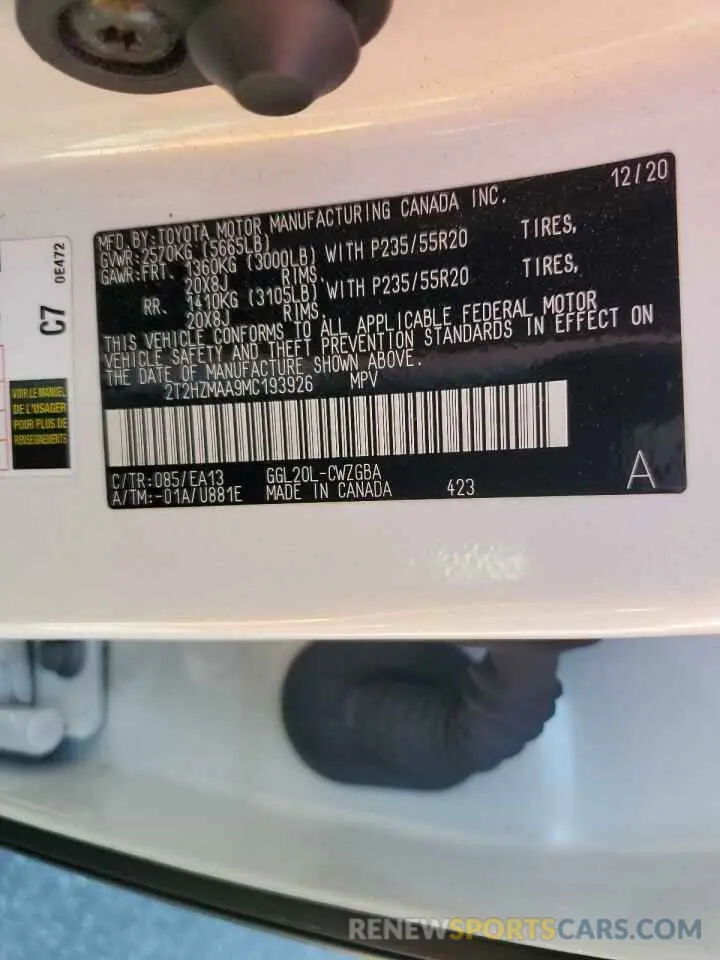 12/20
MFD.BY:TOYOTA MOTOR MANUFACTURING CANADA INC.
GVWR:2570KG (5665LB)
GAWR:FRT. 1360KG (3000LB) WITH P235/55R20 TIRES,
20X8J RIMS.
RR. 1410KG (3105LB) WITH P235/55R20 TIRES,
20X8J RIMS.
THIS VEHICLE CONFORMS TO ALL APPLICABLE FEDERAL MOTOR
VEHICLE SAFETY AND THEFT PREVENTION STANDARDS IN EFFECT ON
THE DATE OF MANUFACTURE SHOWN ABOVE.
2T2HZMAA9MC193926 MPV
C/TR:085/EA13 GGL20L-CWZGBA
A/TM:-01A/U881E MADE IN CANADA 423
A
C7
0E472
VOIR LE MANUEL
DE L'USAGER
POUR PLUS DE
RENSEIGNEMENTS
RENEWSPORTSCARS.COM